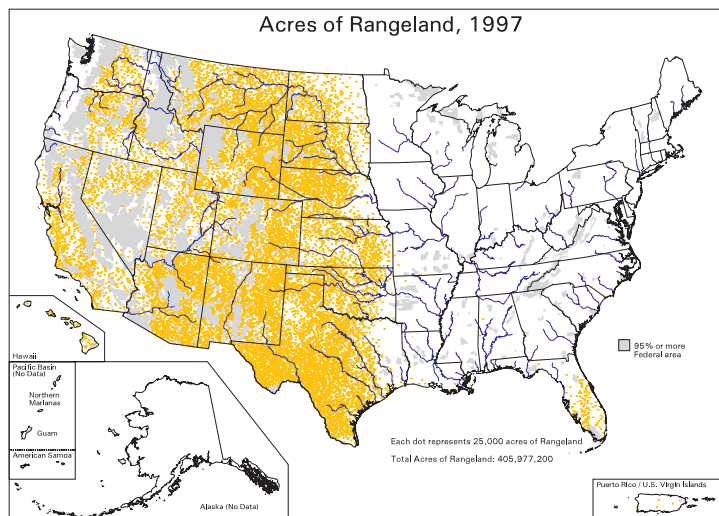 Acres of Rangeland, 1997
Hawaii
Pacific Basin
(No Data)
Northern
Marianas
Guam
American Samoa
Alaska (No Data)
95% or more
Federal area
Each dot represents 25,000 acres of Rangeland
Total Acres of Rangeland: 405,977,200
Puerto Rico / U.S. Virgin Islands